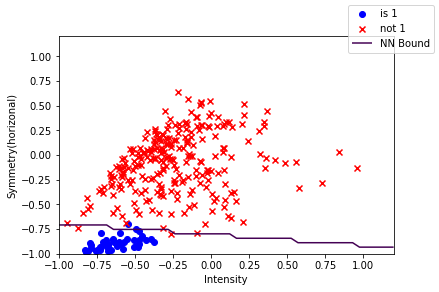 is 1
not 1
NN Bound
1.00
0.75
0.50
0.25
0.00
−0.25
−0.50
−0.75
−1.00
Symmetry(horizonal)
−1.00 −0.75 −0.50 −0.25 0.00 0.25 0.50 0.75 1.00
Intensity